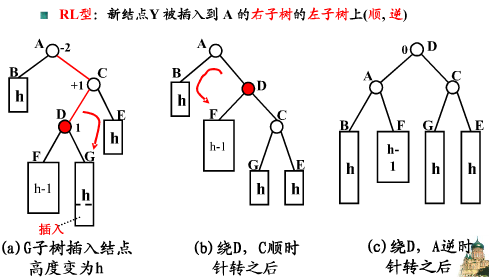 RL型：新结点Y 被插入到 A 的右子树的左子树上(顺, 逆)
A -2
B
h
C
+1
D
1
E
h
F
h-1
G
h
插入
A
B
h
D
F
h-1
C
G
h
E
h
0 D
A
C
B
h
F
h-
1
G
h
E
h
(a)G子树插入结点
高度变为h
(b)绕D，C顺时
针转之后
(c)绕D，A逆时
针转之后